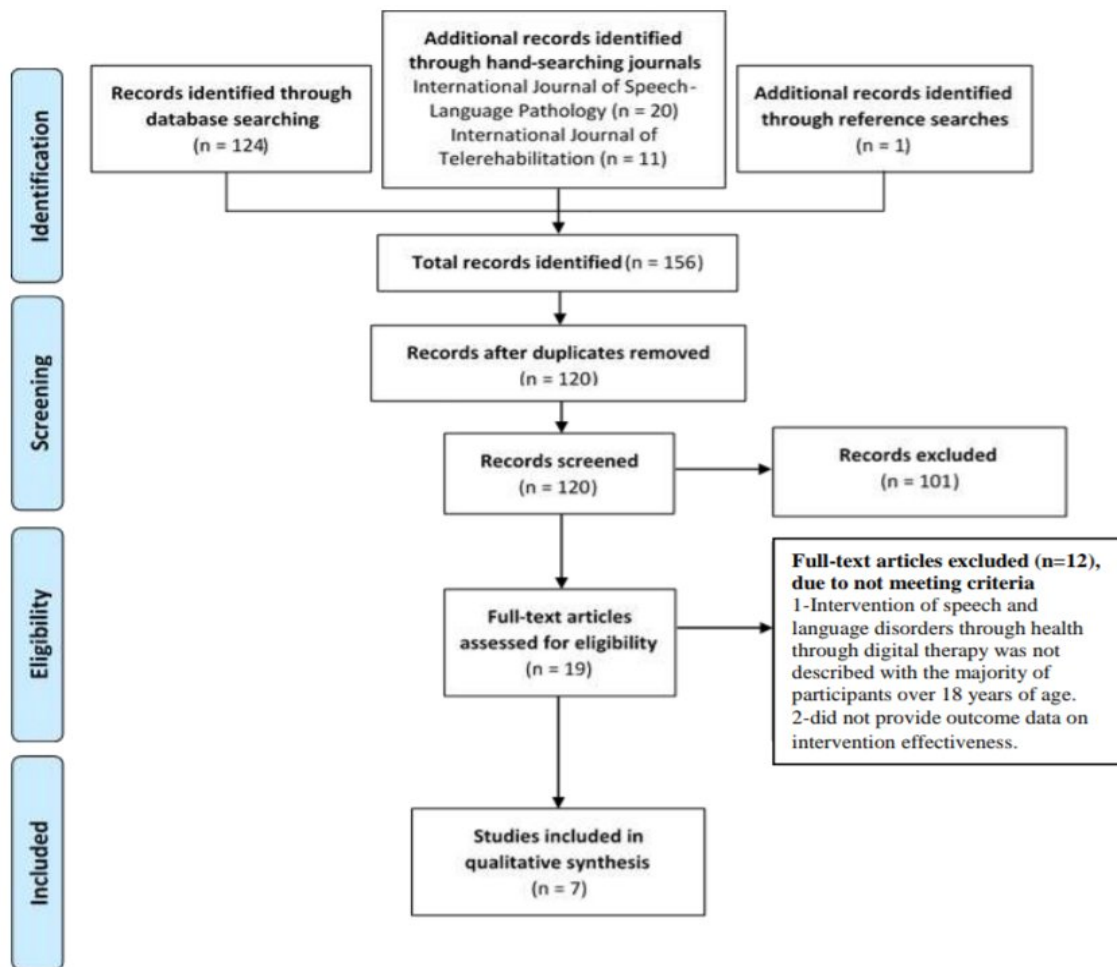 Identification
Records identified through
database searching
(n = 124)
Additional records identified
through hand-searching journals
International Journal of Speech-
Language Pathology (n = 20)
International Journal of
Telerehabilitation (n = 11)
Additional records identified
through reference searches
(n = 1)
Total records identified (n = 156)
Screening
Records after duplicates removed
(n = 120)
Records screened
(n = 120)
Records excluded
(n = 101)
Eligibility
Full-text articles
assessed for eligibility
(n = 19)
Full-text articles excluded (n=12),
due to not meeting criteria
1-Intervention of speech and
language disorders through health
through digital therapy was not
described with the majority of
participants over 18 years of age.
2-did not provide outcome data on
intervention effectiveness.
Included
Studies included in
qualitative synthesis
(n = 7)